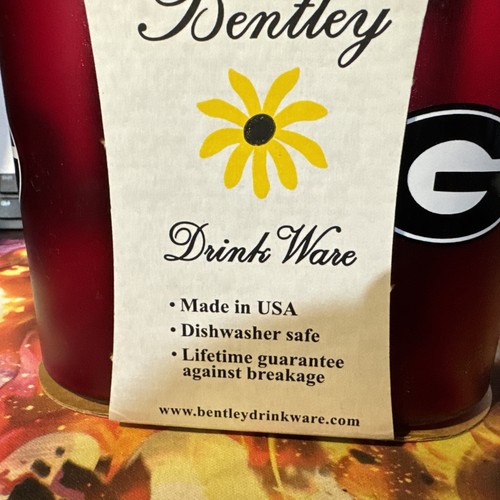 Bentley
Drink Ware
• Made in USA
• Dishwasher safe
• Lifetime guarantee
against breakage
www.bentleydrinkware.com
G